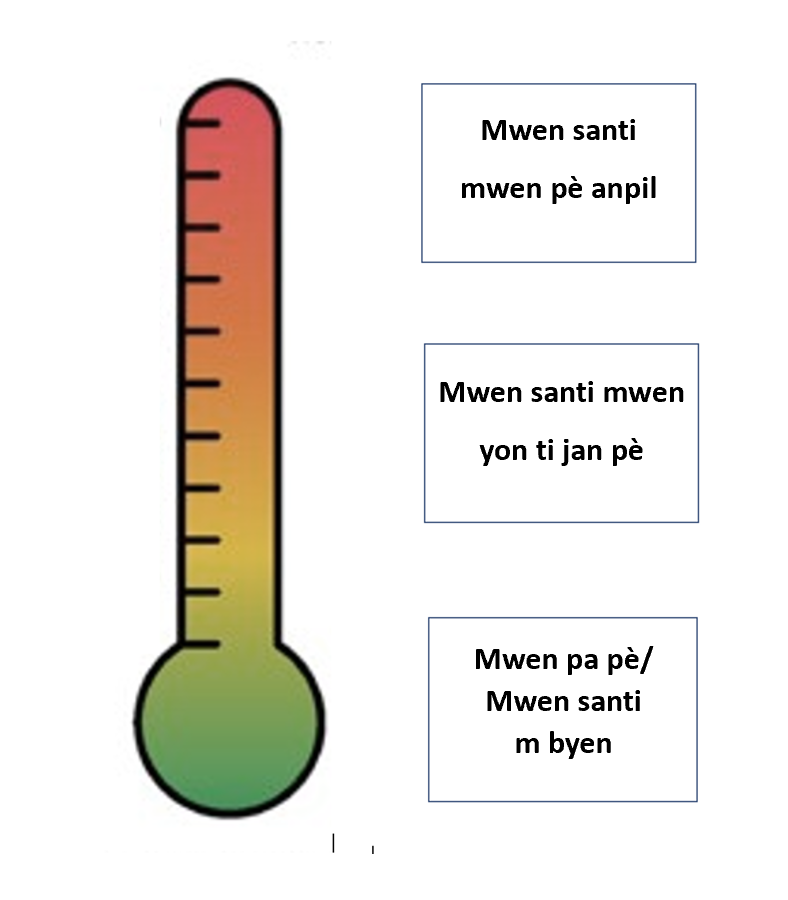 Mwen santi
mwen pè anpil
Mwen santi mwen
yon ti jan pè
Mwen pa pè/
Mwen santi
m byen